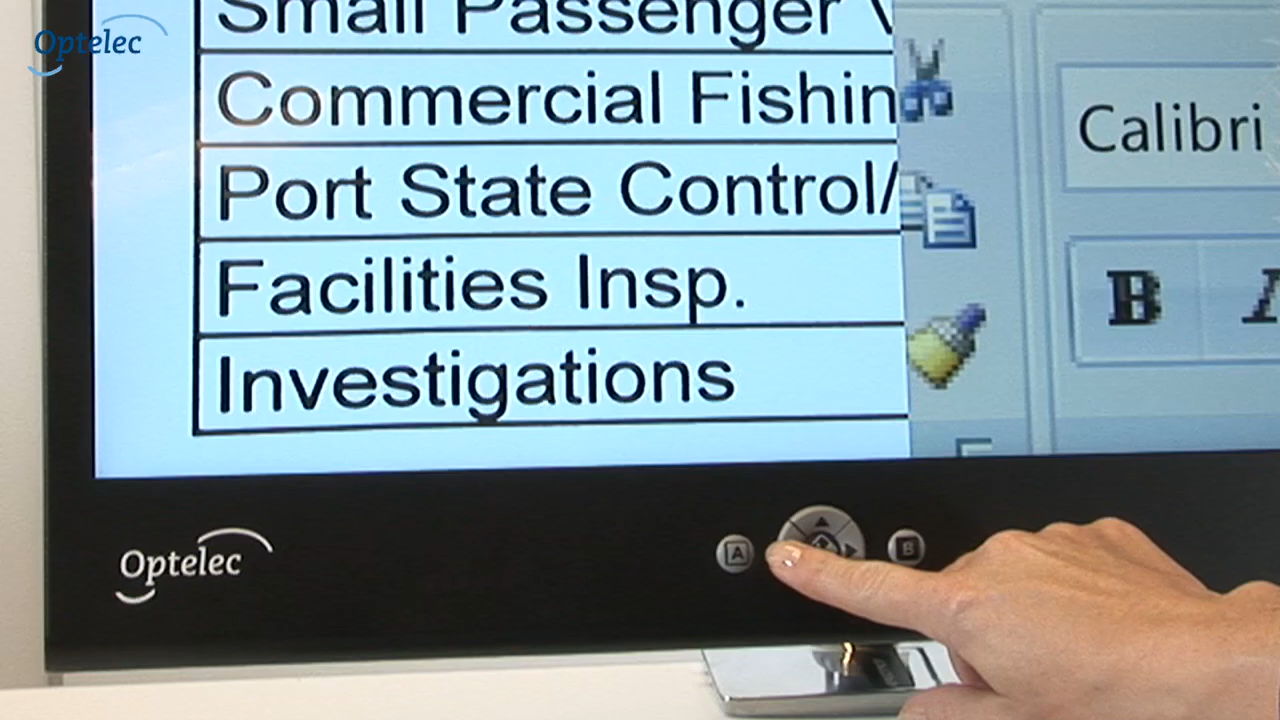 Optelec
Small Passenger
Commercial Fishin
Port State Control/
Facilities Insp.
Investigations
Calibri
B I
Optelec
A
B